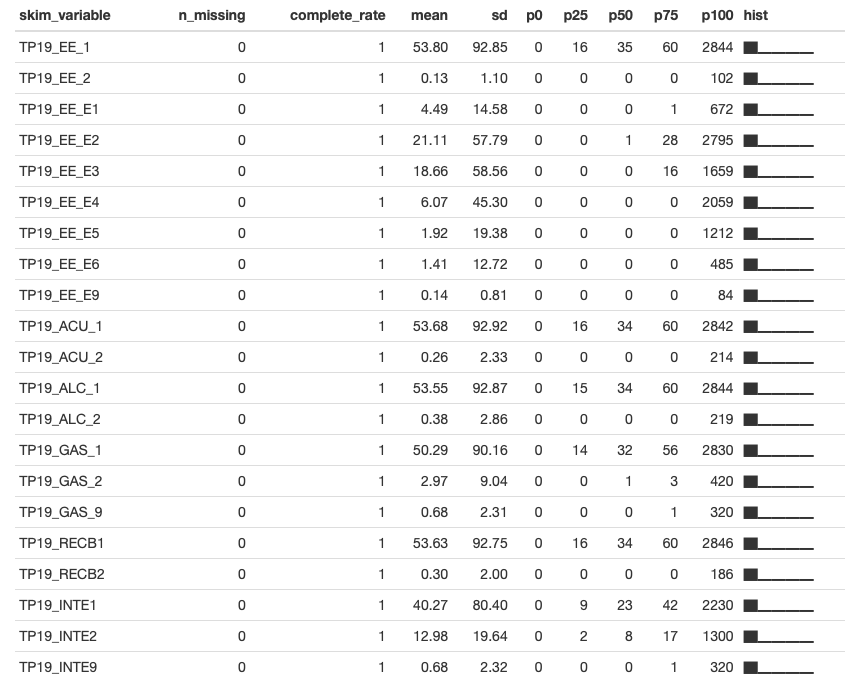 skim_variable n_missing complete_rate mean sd p0 p25 p50 p75 p100 hist
TP19_EE_1 0 1 53.80 92.85 0 16 35 60 2844
TP19_EE_2 0 1 0.13 1.10 0 0 0 0 102
TP19_EE_E1 0 1 4.49 14.58 0 0 0 1 672
TP19_EE_E2 0 1 21.11 57.79 0 0 1 28 2795
TP19_EE_E3 0 1 18.66 58.56 0 0 0 16 1659
TP19_EE_E4 0 1 6.07 45.30 0 0 0 0 2059
TP19_EE_E5 0 1 1.92 19.38 0 0 0 0 1212
TP19_EE_E6 0 1 1.41 12.72 0 0 0 0 485
TP19_EE_E9 0 1 0.14 0.81 0 0 0 0 84
TP19_ACU_1 0 1 53.68 92.92 0 16 34 60 2842
TP19_ACU_2 0 1 0.26 2.33 0 0 0 0 214
TP19_ALC_1 0 1 53.55 92.87 0 15 34 60 2844
TP19_ALC_2 0 1 0.38 2.86 0 0 0 0 219
TP19_GAS_1 0 1 50.29 90.16 0 14 32 56 2830
TP19_GAS_2 0 1 2.97 9.04 0 0 1 3 420
TP19_GAS_9 0 1 0.68 2.31 0 0 0 1 320
TP19_RECB1 0 1 53.63 92.75 0 16 34 60 2846
TP19_RECB2 0 1 0.30 2.00 0 0 0 0 186
TP19_INTE1 0 1 40.27 80.40 0 9 23 42 2230
TP19_INTE2 0 1 12.98 19.64 0 2 8 17 1300
TP19_INTE9 0 1 0.68 2.32 0 0 0 1 320